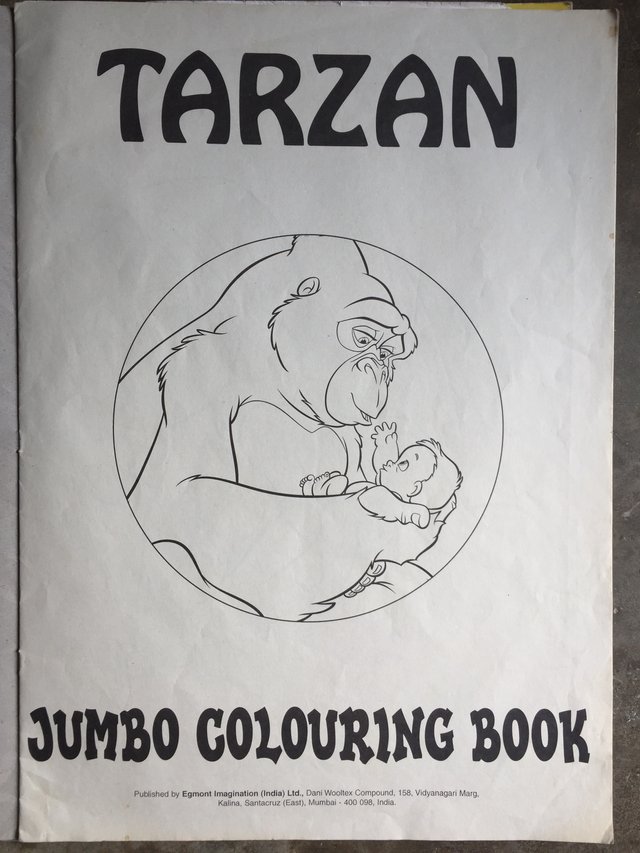 TARZAN
JUMBO COLOURING BOOK
Published by Egmont Imagination (India) Ltd., Dani Wooltex Compound, 158, Vidyanagari Marg,
Kalina, Santacruz (East), Mumbai - 400 098, India.